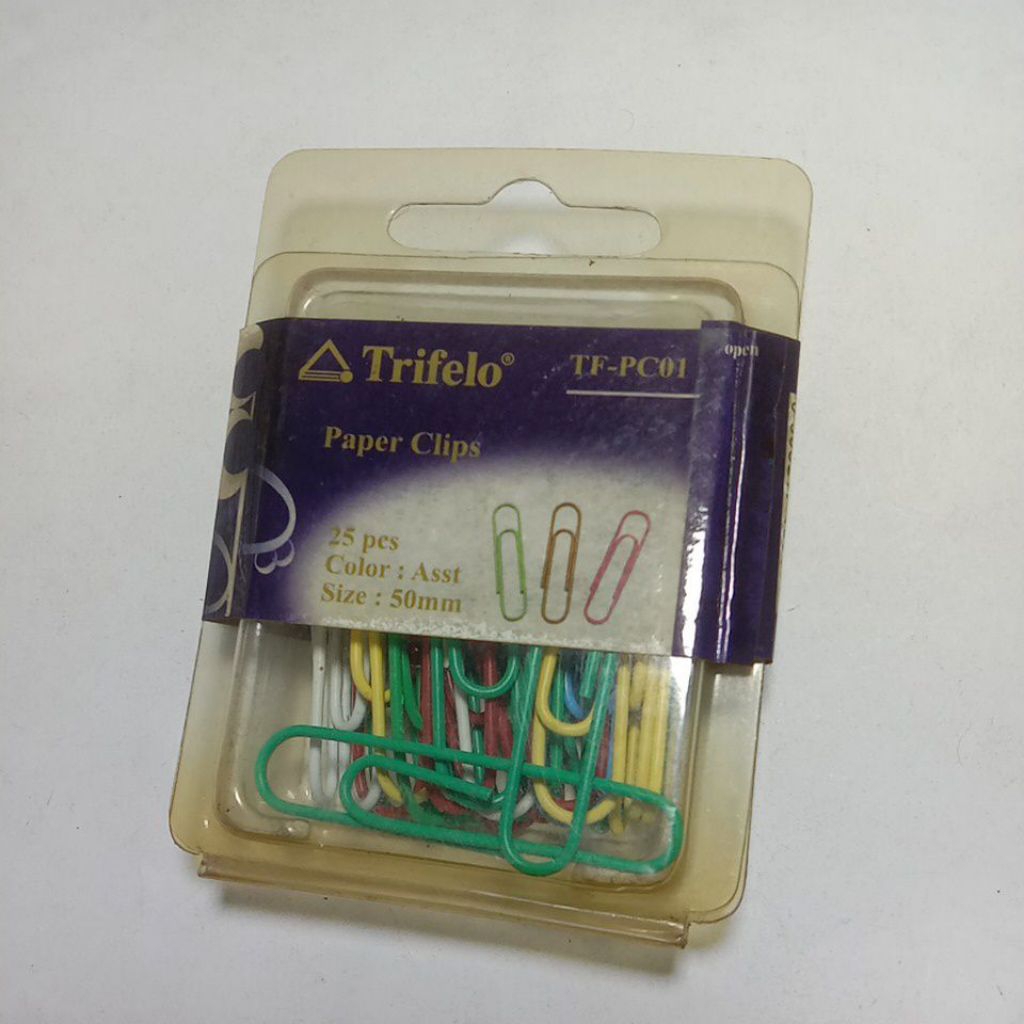 Trifelo®
TF-PC01
open
Paper Clips
25 pcs
Color : Asst
Size : 50mm